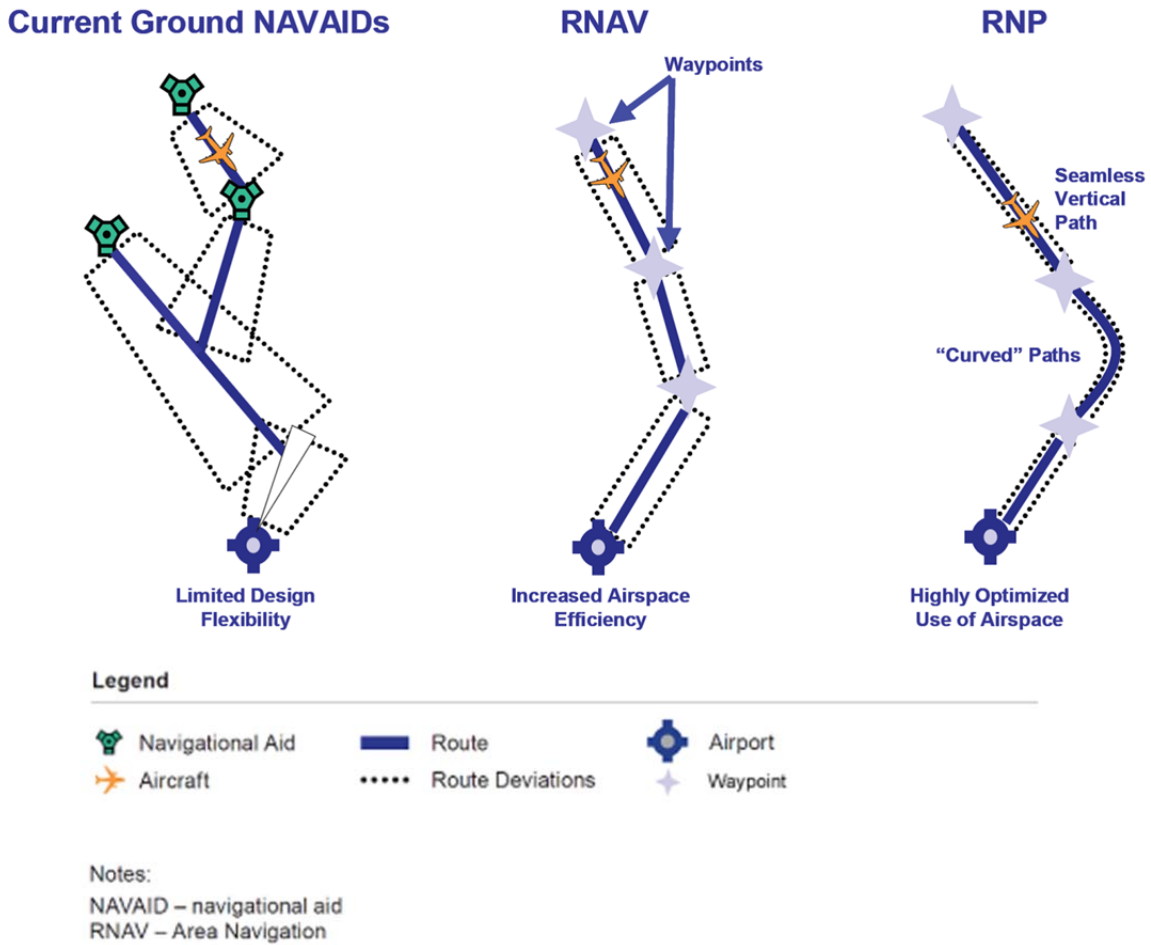 Current Ground NAVAIDs
RNAV
RNP
Waypoints
Seamless
Vertical
Path
“Curved” Paths
Limited Design
Flexibility
Increased Airspace
Efficiency
Highly Optimized
Use of Airspace
Legend
Navigational Aid
Route
Airport
Aircraft
Route Deviations
Waypoint
Notes:
NAVAID – navigational aid
RNAV – Area Navigation